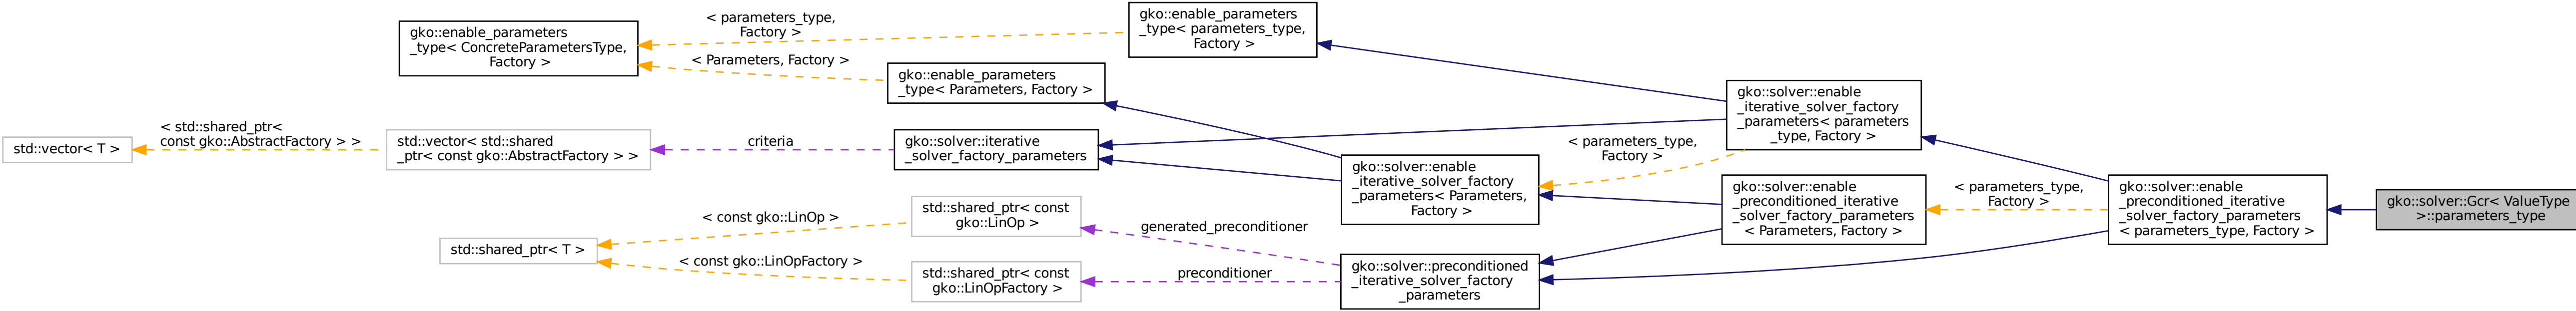 std::vector< T >
< std::shared_ptr<
const gko::AbstractFactory > >
std::vector< std::shared
_ptr< const gko::AbstractFactory > >
gko::enable_parameters
_type< ConcreteParametersType,
Factory >
< parameters_type,
Factory >
< Parameters, Factory >
std::shared_ptr< T >
< const gko::LinOp >
< const gko::LinOpFactory >
criteria
gko::enable_parameters
_type< parameters_type,
Factory >
gko::enable_parameters
_type< Parameters, Factory >
gko::solver::iterative
_solver_factory_parameters
std::shared_ptr< const
gko::LinOp >
std::shared_ptr< const
gko::LinOpFactory >
generated_preconditioner
preconditioner
gko::solver::enable
_iterative_solver_factory
_parameters< Parameters,
Factory >
gko::solver::preconditioned
_iterative_solver_factory
_parameters
< parameters_type,
Factory >
gko::solver::enable
_iterative_solver_factory
_parameters< parameters
_type, Factory >
gko::solver::enable
_preconditioned_iterative
_solver_factory_parameters
< Parameters, Factory >
< parameters_type,
Factory >
gko::solver::enable
_preconditioned_iterative
_solver_factory_parameters
< parameters_type, Factory >
gko::solver::Gcr< ValueType
>::parameters_type